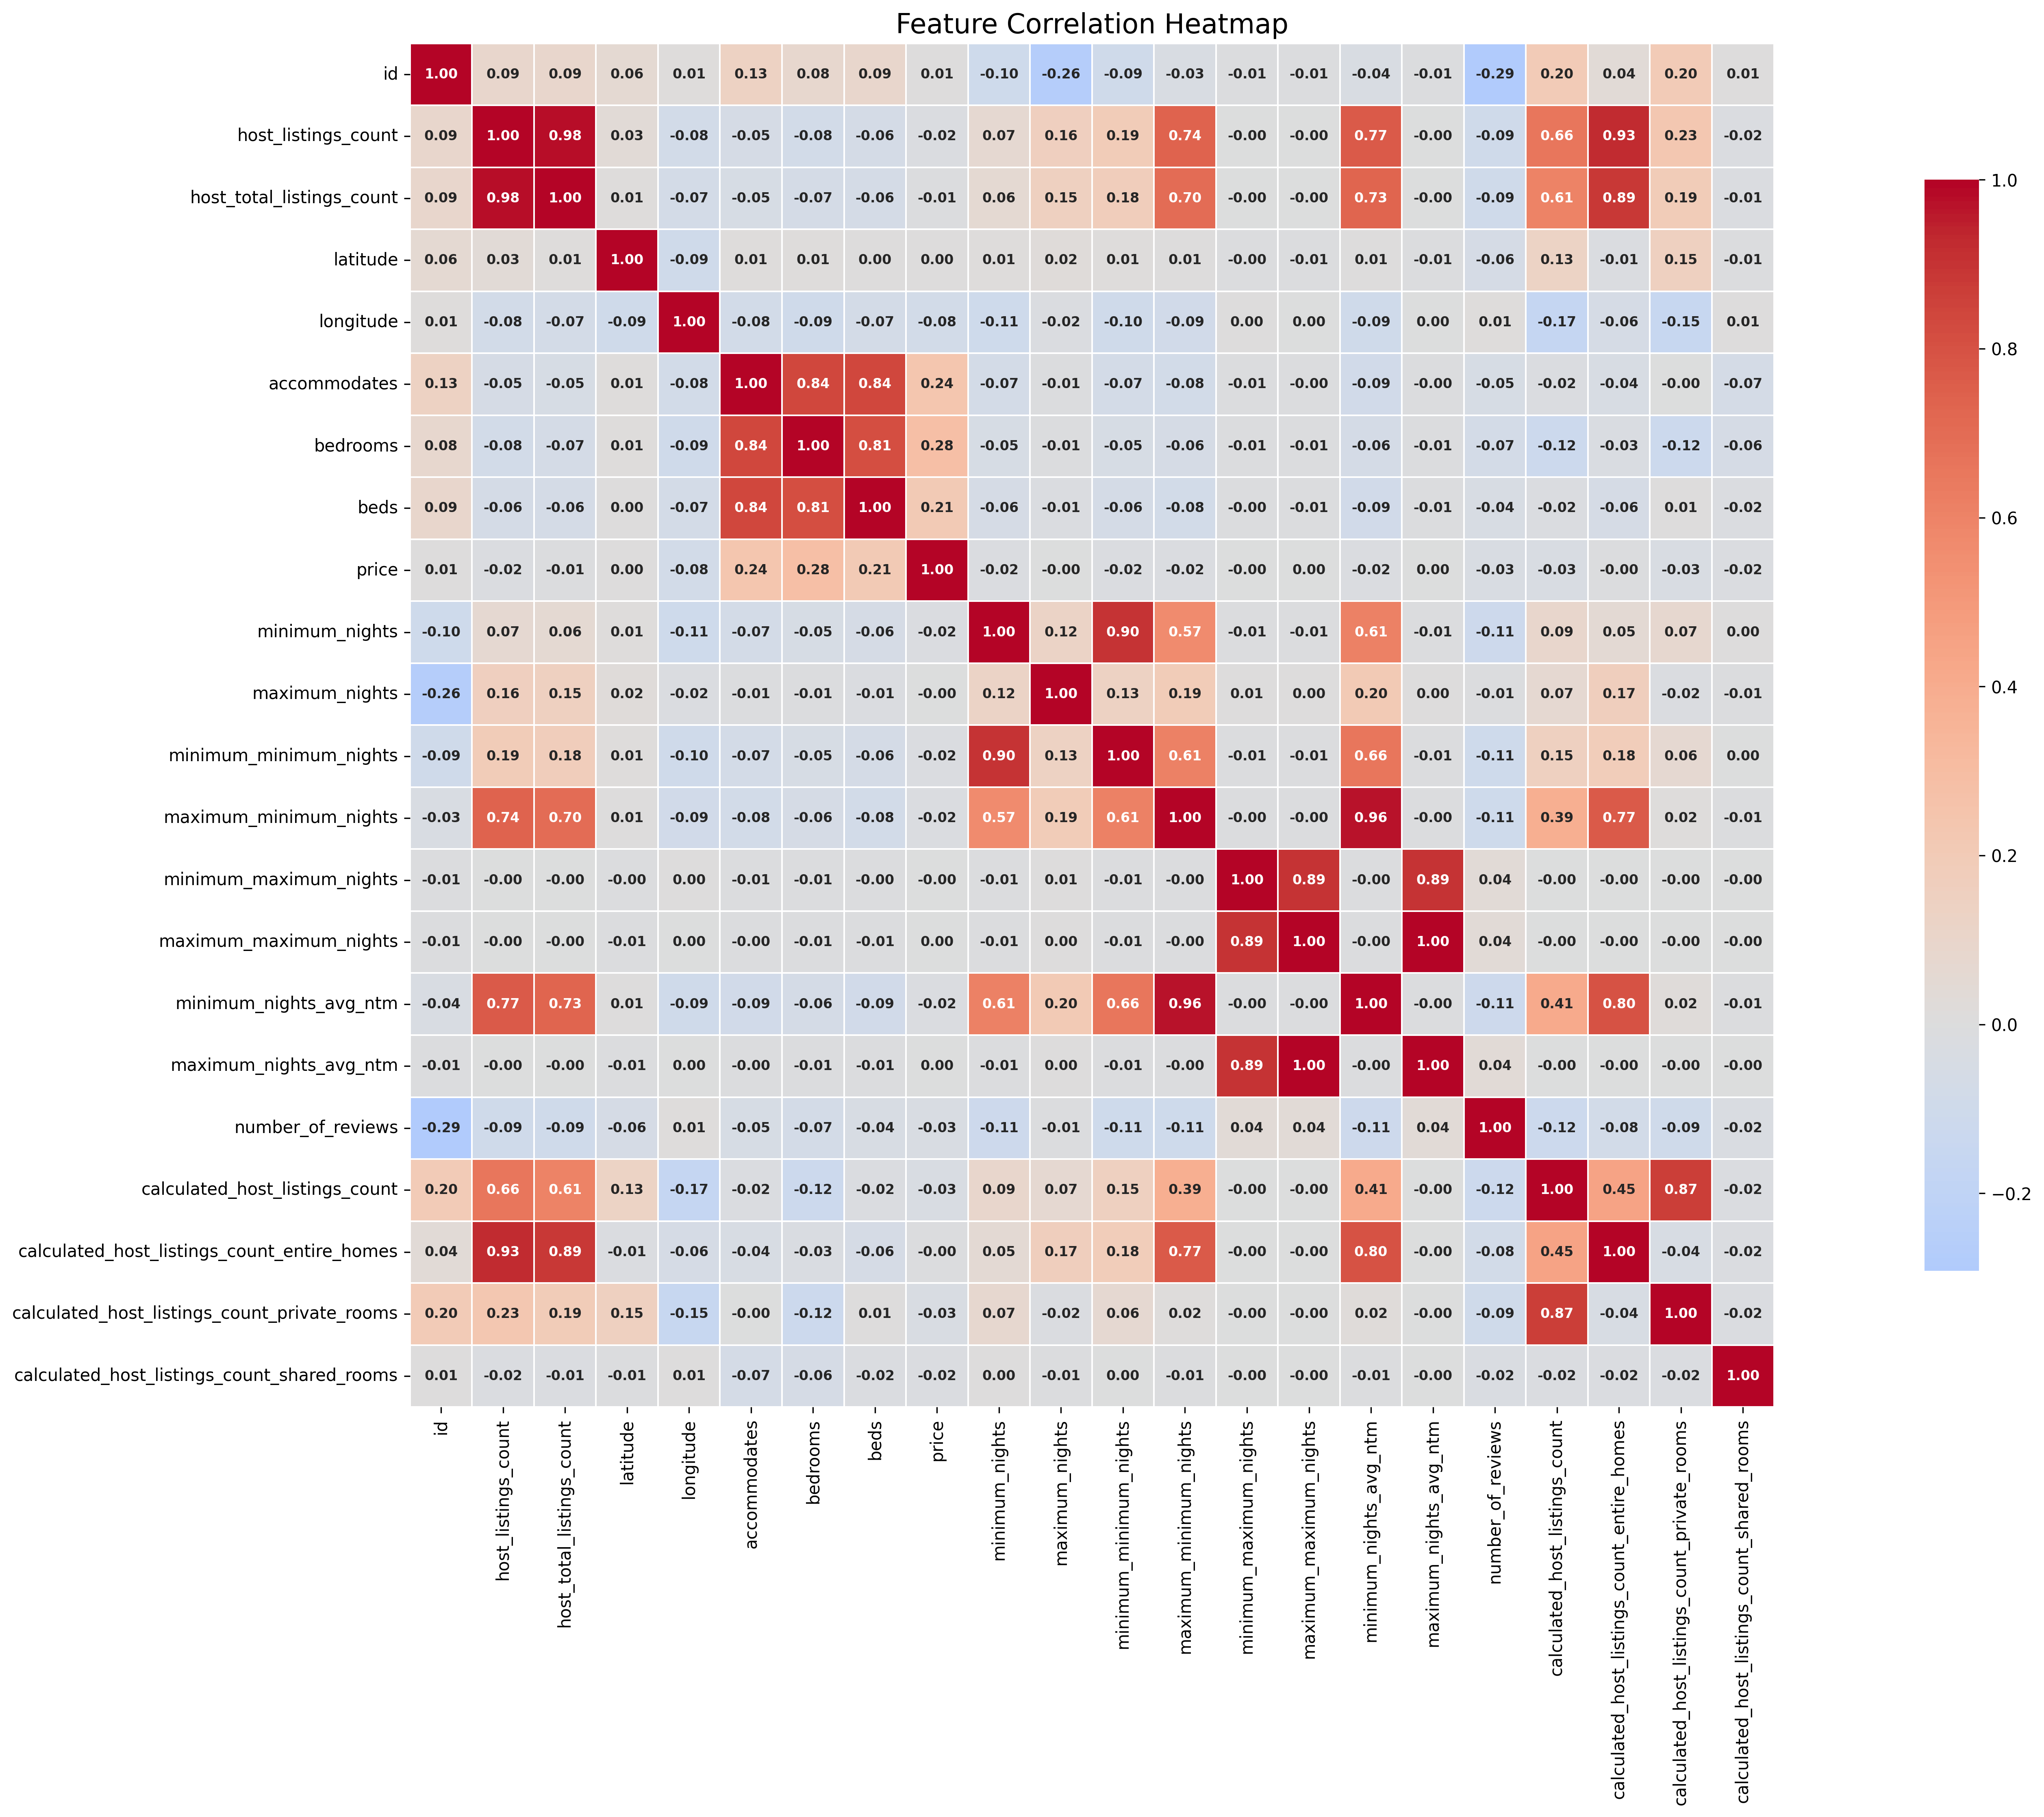 Feature Correlation Heatmap
id 1.00 0.09 0.09 0.06 0.01 0.13 0.08 0.09 0.01 -0.10 -0.26 -0.09 -0.03 -0.01 -0.01 -0.04 -0.01 -0.29 0.20 0.04 0.20 0.01
host_listings_count 0.09 1.00 0.98 0.03 -0.08 -0.05 -0.08 -0.06 -0.02 0.07 0.16 0.19 0.74 -0.00 -0.00 0.77 -0.00 -0.09 0.66 0.93 0.23 -0.02
host_total_listings_count 0.09 0.98 1.00 0.01 -0.07 -0.05 -0.07 -0.06 -0.01 0.06 0.15 0.18 0.70 -0.00 -0.00 0.73 -0.00 -0.09 0.61 0.89 0.19 -0.01
latitude 0.06 0.03 0.01 1.00 -0.09 0.01 0.01 0.00 0.00 0.01 0.02 0.01 0.01 -0.00 -0.01 0.01 -0.01 -0.06 0.13 -0.01 0.15 -0.01
longitude 0.01 -0.08 -0.07 -0.09 1.00 -0.08 -0.09 -0.07 -0.08 -0.11 -0.02 -0.10 -0.09 0.00 0.00 -0.09 0.00 0.01 -0.17 -0.06 -0.15 0.01
accommodates 0.13 -0.05 -0.05 0.01 -0.08 1.00 0.84 0.84 0.24 -0.07 -0.01 -0.07 -0.08 -0.01 -0.00 -0.09 -0.00 -0.05 -0.02 -0.04 -0.00 -0.07
bedrooms 0.08 -0.08 -0.07 0.01 -0.09 0.84 1.00 0.81 0.28 -0.05 -0.01 -0.05 -0.06 -0.01 -0.01 -0.06 -0.01 -0.07 -0.12 -0.03 -0.12 -0.06
beds 0.09 -0.06 -0.06 0.00 -0.07 0.84 0.81 1.00 0.21 -0.06 -0.01 -0.06 -0.08 -0.00 -0.01 -0.09 -0.01 -0.04 -0.02 -0.06 0.01 -0.02
price 0.01 -0.02 -0.01 0.00 -0.08 0.24 0.28 0.21 1.00 -0.02 -0.00 -0.02 -0.02 -0.00 0.00 -0.02 0.00 -0.03 -0.03 -0.00 -0.03 -0.02
minimum_nights -0.10 0.07 0.06 0.01 -0.11 -0.07 -0.05 -0.06 -0.02 1.00 0.12 0.90 0.57 -0.01 -0.01 0.61 -0.01 -0.11 0.09 0.05 0.07 0.00
maximum_nights -0.26 0.16 0.15 0.02 -0.02 -0.01 -0.01 -0.01 -0.00 0.12 1.00 0.13 0.19 0.01 0.00 0.20 0.00 -0.01 0.07 0.17 -0.02 -0.01
minimum_minimum_nights -0.09 0.19 0.18 0.01 -0.10 -0.07 -0.05 -0.06 -0.02 0.90 0.13 1.00 0.61 -0.01 -0.01 0.66 -0.01 -0.11 0.15 0.18 0.06 0.00
maximum_minimum_nights -0.03 0.74 0.70 0.01 -0.09 -0.08 -0.06 -0.08 -0.02 0.57 0.19 0.61 1.00 -0.00 -0.00 0.96 -0.00 -0.11 0.39 0.77 0.02 -0.01
minimum_maximum_nights -0.01 -0.00 -0.00 -0.00 0.00 -0.01 -0.01 -0.00 -0.00 -0.01 0.01 -0.01 -0.00 1.00 0.89 -0.00 0.89 0.04 -0.00 -0.00 -0.00 -0.00
maximum_maximum_nights -0.01 -0.00 -0.00 -0.01 0.00 -0.00 -0.01 -0.01 0.00 -0.01 0.00 -0.01 -0.00 0.89 1.00 -0.00 1.00 0.04 -0.00 -0.00 -0.00 -0.00
minimum_nights_avg_ntm -0.04 0.77 0.73 0.01 -0.09 -0.09 -0.06 -0.09 -0.02 0.61 0.20 0.66 0.96 -0.00 -0.00 1.00 -0.00 -0.11 0.41 0.80 0.02 -0.01
maximum_nights_avg_ntm -0.01 -0.00 -0.00 -0.01 0.00 -0.00 -0.01 -0.01 0.00 -0.01 0.00 -0.01 -0.00 0.89 1.00 -0.00 1.00 0.04 -0.00 -0.00 -0.00 -0.00
number_of_reviews -0.29 -0.09 -0.09 -0.06 0.01 -0.05 -0.07 -0.04 -0.03 -0.11 -0.01 -0.11 -0.11 0.04 0.04 -0.11 0.04 1.00 -0.12 -0.08 -0.09 -0.02
calculated_host_listings_count 0.20 0.66 0.61 0.13 -0.17 -0.02 -0.12 -0.02 -0.03 0.09 0.07 0.15 0.39 -0.00 -0.00 0.41 -0.00 -0.12 1.00 0.45 0.87 -0.02
calculated_host_listings_count_entire_homes 0.04 0.93 0.89 -0.01 -0.06 -0.04 -0.03 -0.06 -0.00 0.05 0.17 0.18 0.77 -0.00 -0.00 0.80 -0.00 -0.08 0.45 1.00 -0.04 -0.02
calculated_host_listings_count_private_rooms 0.20 0.23 0.19 0.15 -0.15 -0.00 -0.12 0.01 -0.03 0.07 -0.02 0.06 0.02 -0.00 -0.00 0.02 -0.00 -0.09 0.87 -0.04 1.00 -0.02
calculated_host_listings_count_shared_rooms 0.01 -0.02 -0.01 -0.01 0.01 -0.07 -0.06 -0.02 -0.02 0.00 -0.01 0.00 -0.01 -0.00 -0.00 -0.01 -0.00 -0.02 -0.02 -0.02 -0.02 1.00
id
host_listings_count
host_total_listings_count
latitude
longitude
accommodates
bedrooms
beds
price
minimum_nights
maximum_nights
minimum_minimum_nights
maximum_minimum_nights
minimum_maximum_nights
maximum_maximum_nights
minimum_nights_avg_ntm
maximum_nights_avg_ntm
number_of_reviews
calculated_host_listings_count
calculated_host_listings_count_entire_homes
calculated_host_listings_count_private_rooms
calculated_host_listings_count_shared_rooms
1.0
0.8
0.6
0.4
0.2
0.0
−0.2